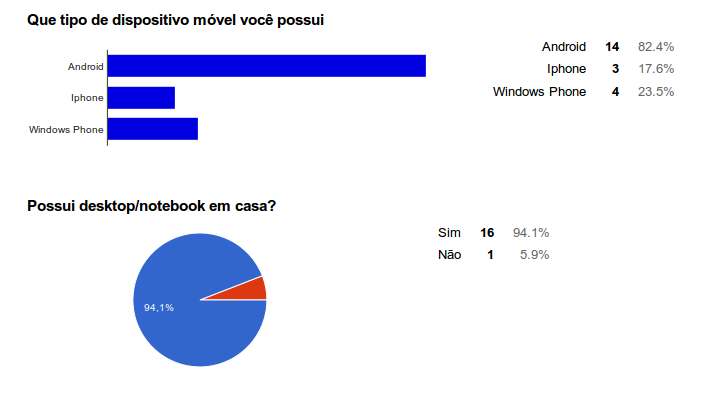 Que tipo de dispositivo móvel você possui
Android
Iphone
Windows Phone
Android 14 82.4%
Iphone 3 17.6%
Windows Phone 4 23.5%
Possui desktop/notebook em casa?
94,1%
Sim 16 94.1%
Não 1 5.9%